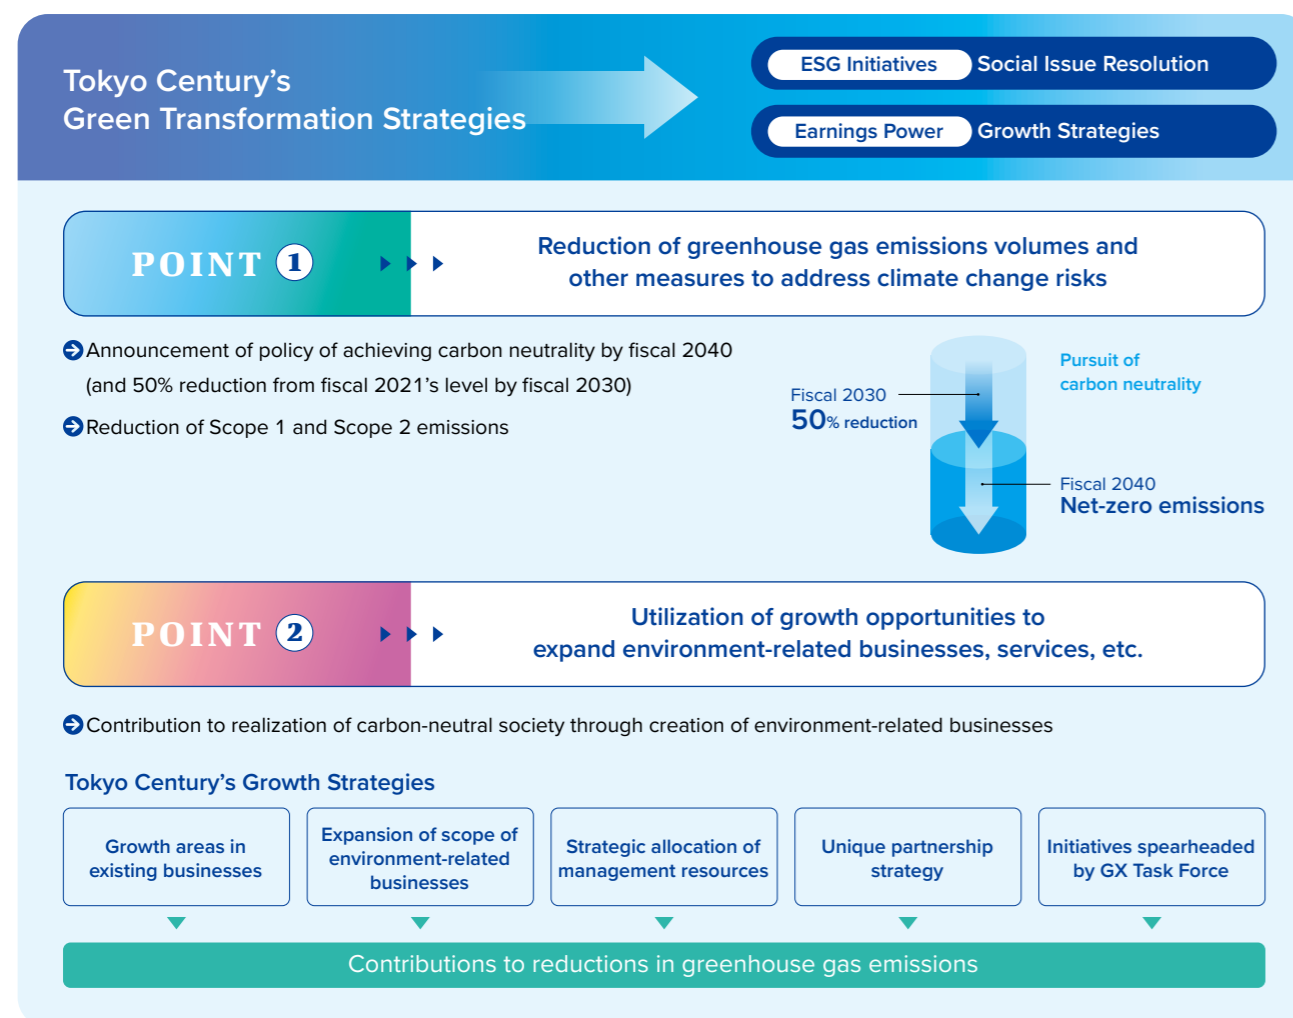 Tokyo Century’s
Green Transformation Strategies
ESG Initiatives Social Issue Resolution
Earnings Power Growth Strategies
POINT 1
Reduction of greenhouse gas emissions volumes and
other measures to address climate change risks
Announcement of policy of achieving carbon neutrality by fiscal 2040
(and 50% reduction from fiscal 2021’s level by fiscal 2030)
Reduction of Scope 1 and Scope 2 emissions
Fiscal 2030
50% reduction
Pursuit of
carbon neutrality
Fiscal 2040
Net-zero emissions
POINT 2
Utilization of growth opportunities to
expand environment-related businesses, services, etc.
Contribution to realization of carbon-neutral society through creation of environment-related businesses
Tokyo Century’s Growth Strategies
Growth areas in
existing businesses
Expansion of scope of
environment-related
businesses
Strategic allocation of
management resources
Unique partnership
strategy
Initiatives spearheaded
by GX Task Force
Contributions to reductions in greenhouse gas emissions